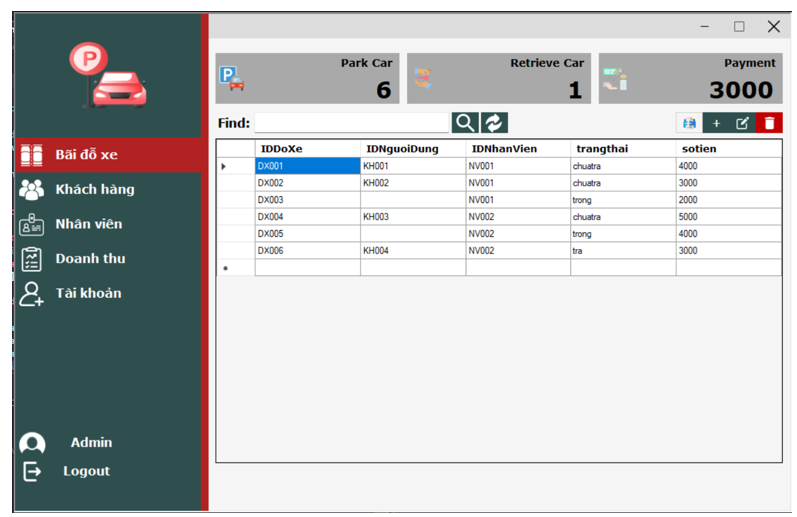 P
Park Car
6
Retrieve Car
1
Payment
3000
Find:
Bãi đỗ xe
Khách hàng
Nhân viên
Doanh thu
Tài khoản
Admin
Logout
IDDoXe IDNguoiDung IDNhanVien trangthai sotien
DX001 KH001 NV001 chuatra 4000
DX002 KH002 NV001 chuatra 3000
DX003 NV001 trong 2000
DX004 KH003 NV002 chuatra 5000
DX005 NV002 trong 4000
DX006 KH004 NV002 tra 3000